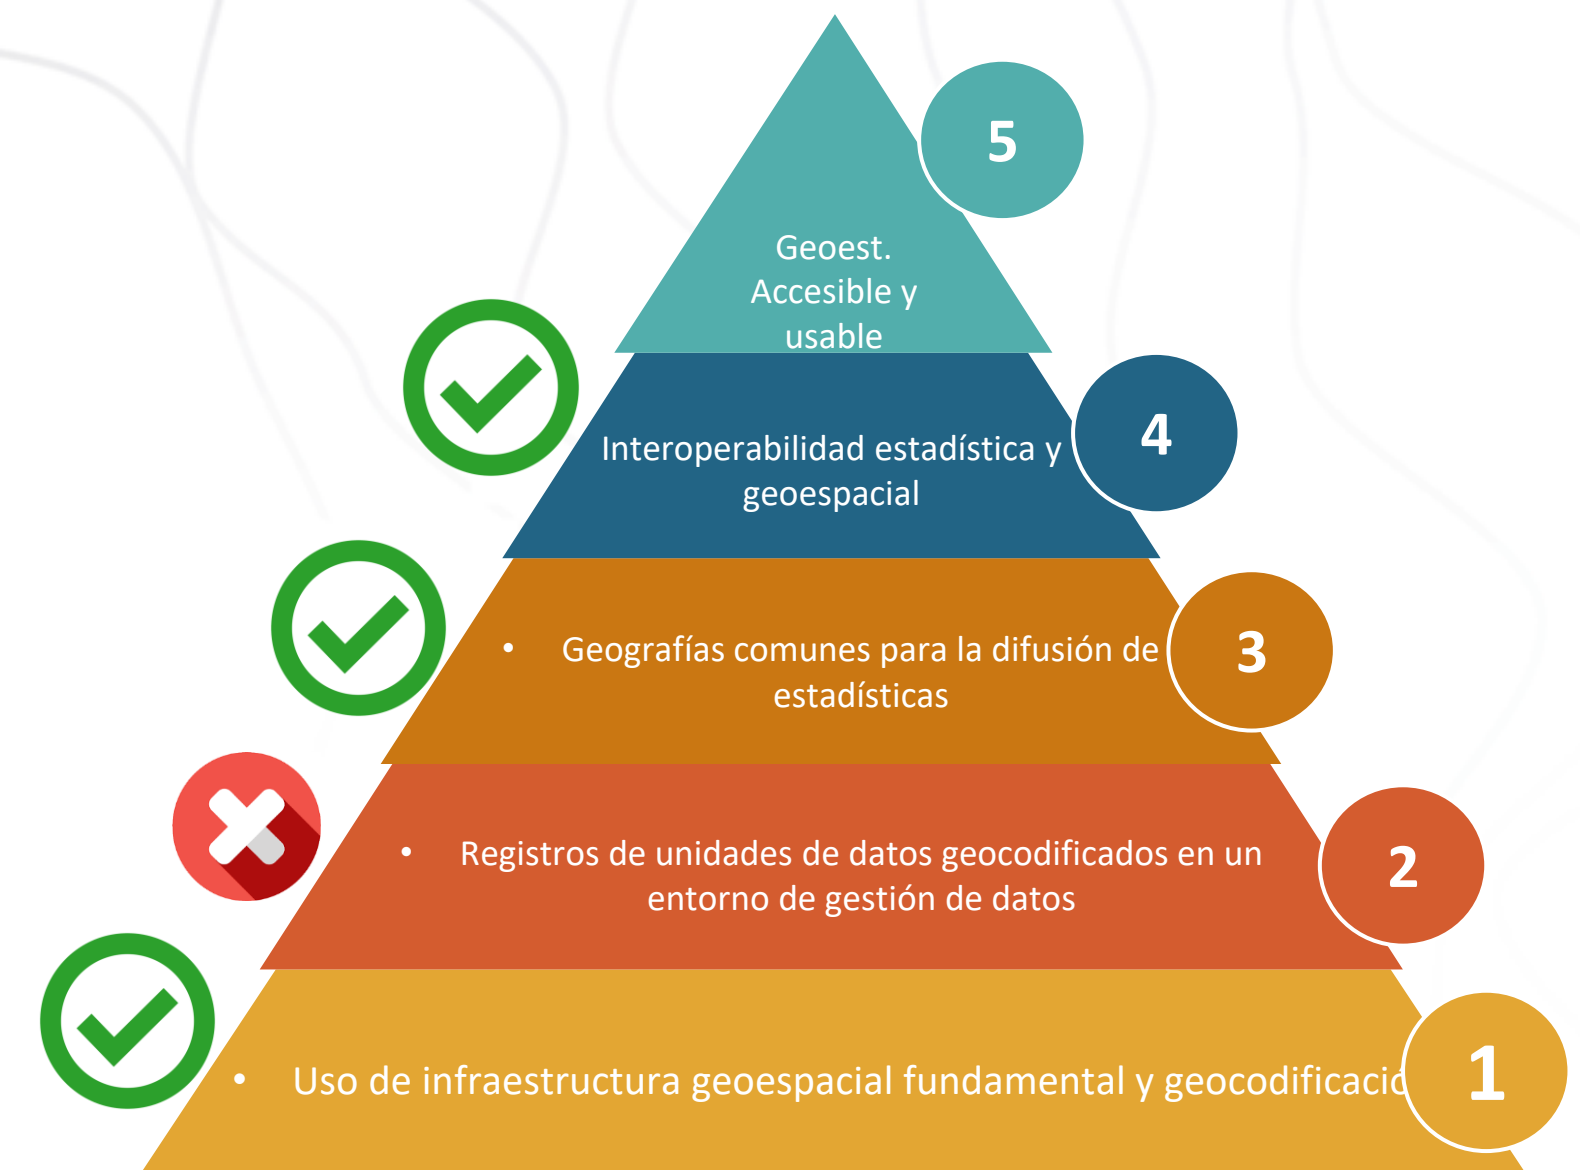 5
Geoest.
Accesible y
usable
4
Interoperabilidad estadística y
geoespacial
3
• Geografías comunes para la difusión de
estadísticas
2
• Registros de unidades de datos geocodificados en un
entorno de gestión de datos
1
• Uso de infraestructura geoespacial fundamental y geocodificació